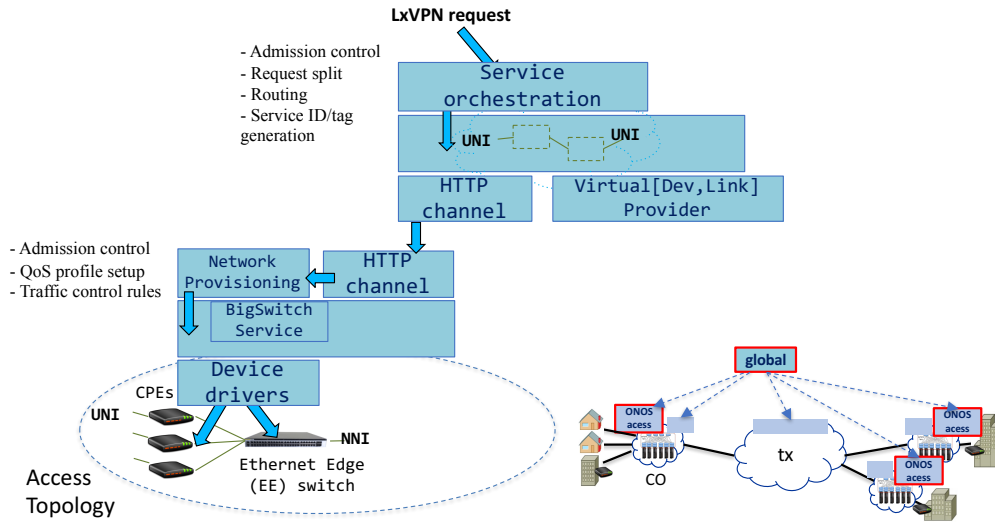 LxVPN request
- Admission control
- Request split
- Routing
- Service ID/tag
generation
Service
orchestration
UNI
UNI
HTTP
channel
Virtual[Dev,Link]
Provider
- Admission control
- QoS profile setup
- Traffic control rules
Network
Provisioning
HTTP
channel
BigSwitch
Service
Device
drivers
CPEs
UNI
NNI
Ethernet Edge
(EE) switch
Access
Topology
global
ONOS
acess
ONOS
acess
ONOS
acess
tx
CO